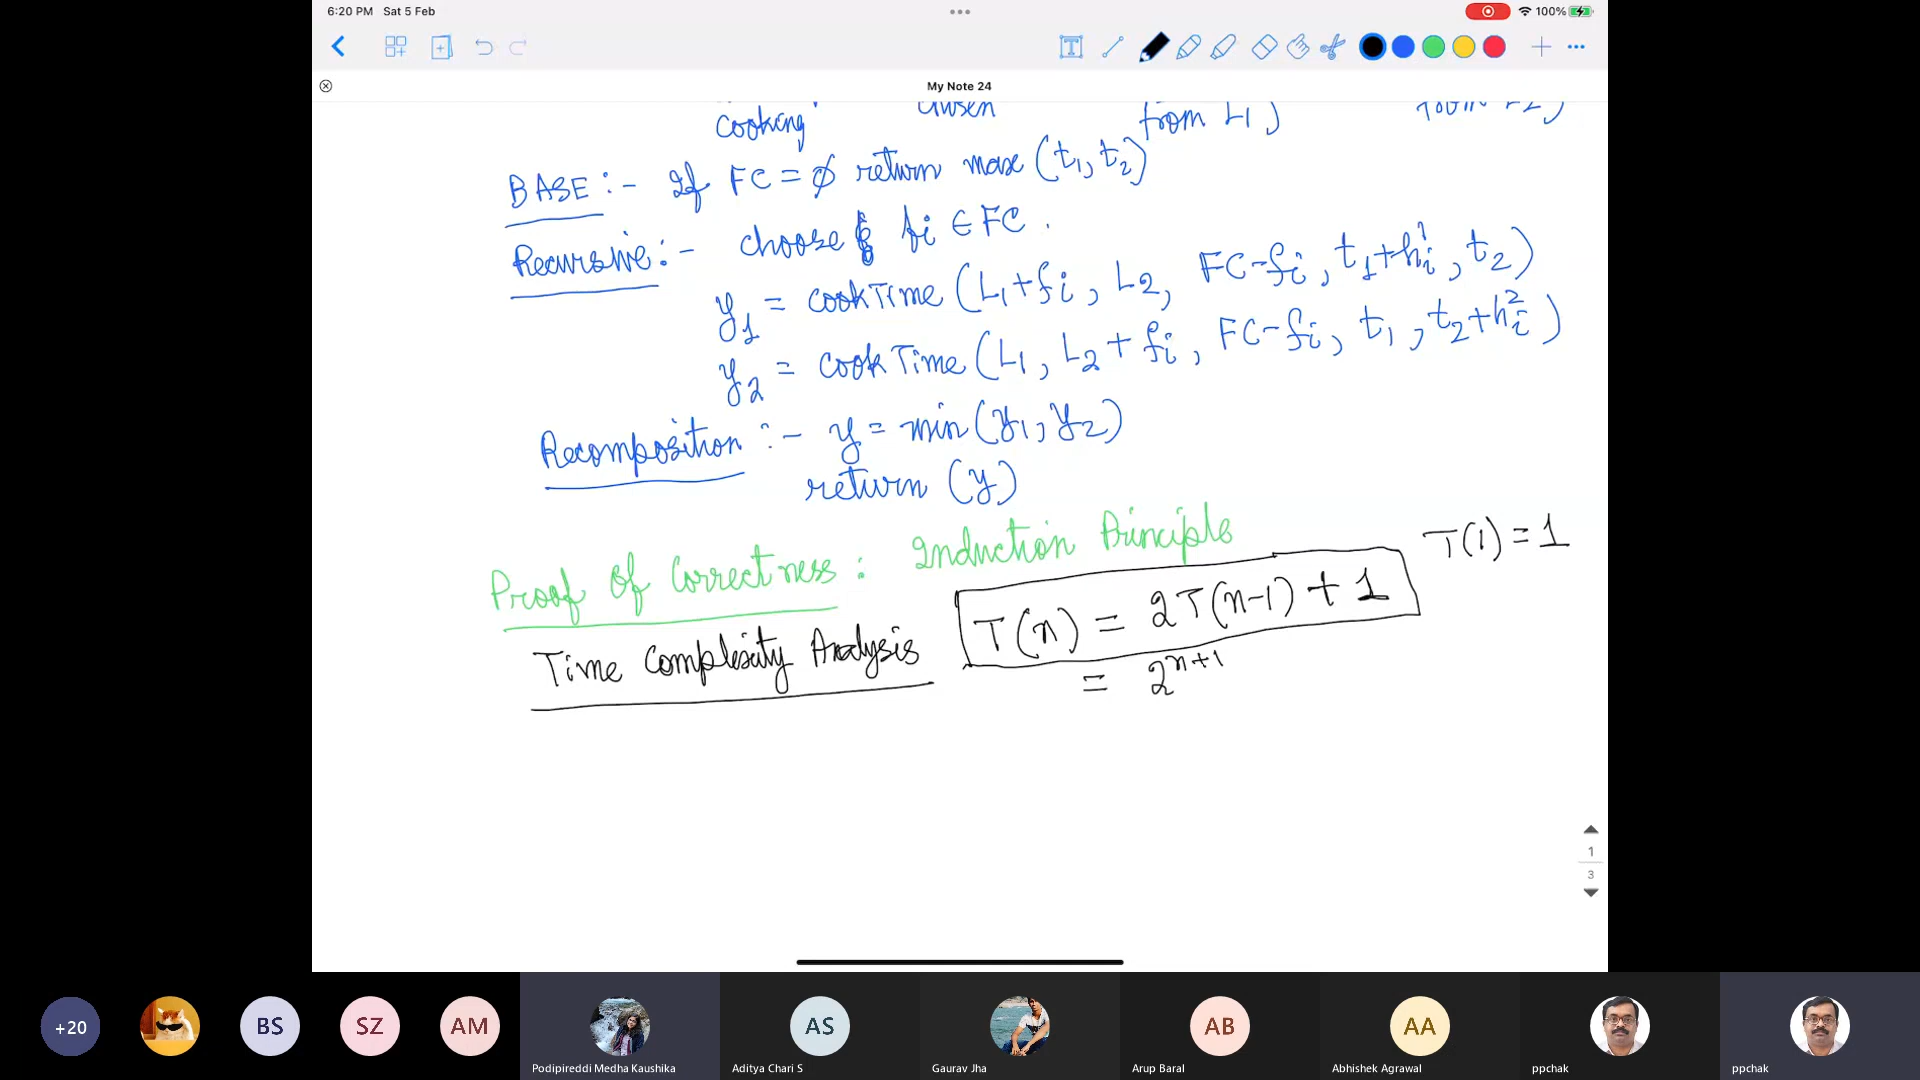 6:20 PM Sat 5 Feb
100%
My Note 24
cooking chosen from L1)
BASE :- If FC = ∅ return max (t1, t2)
Recursive :- choose fi ∈ FC.
y1 = cookTime (L1+fi, L2, FC-fi, t1+h¹i, t2)
y2 = cookTime (L1, L2+fi, FC-fi, t1, t2+h²i)
Recomposition :- y = min(y1, y2)
return (y)
Proof of Correctness: Induction Principle
T(1) = 1
Time Complexity Analysis T(n) = 2T(n-1) + 1
= 2ⁿ⁺¹
1
3
+20 BS SZ AM AS AB AA
Podipireddi Medha Kaushika Aditya Chari S Gaurav Jha Arup Baral Abhishek Agrawal ppchak ppchak